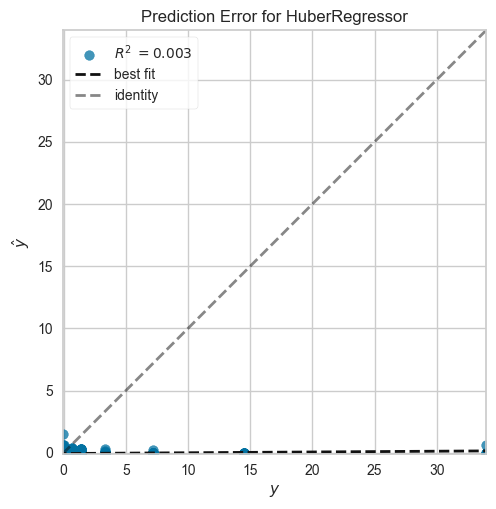 Prediction Error for HuberRegressor
R² = 0.003
best fit
identity
30
25
20
15
10
5
0
ŷ
0 5 10 15 20 25 30
y